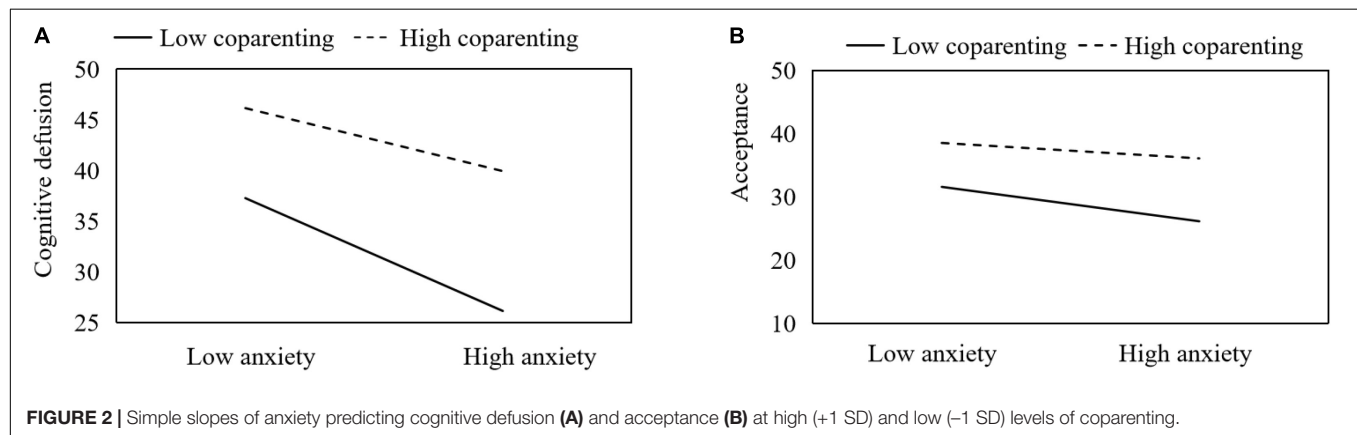 A
Low coparenting High coparenting
Cognitive defusion
50
45
40
35
30
25
Low anxiety High anxiety
B
Low coparenting High coparenting
Acceptance
50
40
30
20
10
Low anxiety High anxiety
FIGURE 2 | Simple slopes of anxiety predicting cognitive defusion (A) and acceptance (B) at high (+1 SD) and low (–1 SD) levels of coparenting.